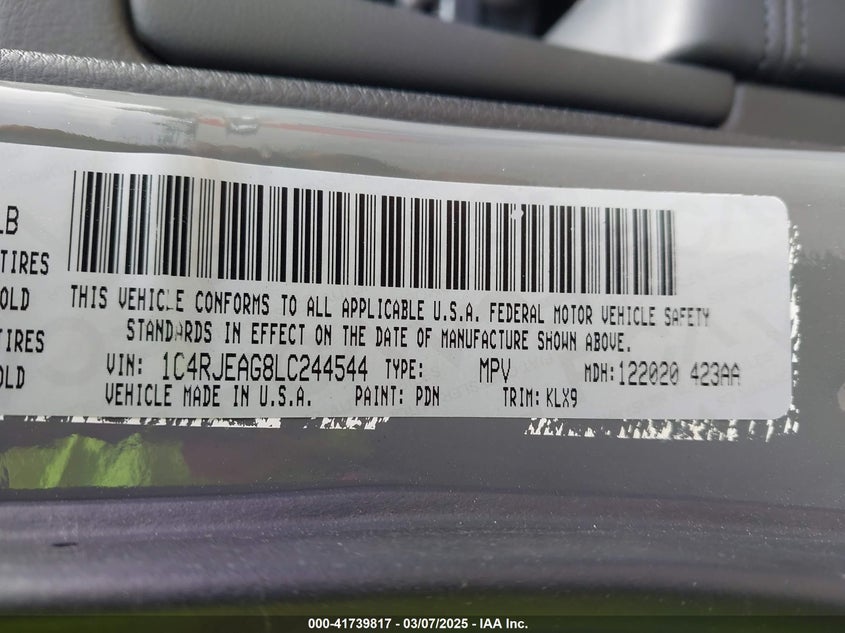 LB
TIRES
OLD
TIRES
OLD
THIS VEHICLE CONFORMS TO ALL APPLICABLE U.S.A. FEDERAL MOTOR VEHICLE SAFETY
STANDARDS IN EFFECT ON THE DATE OF MANUFACTURE SHOWN ABOVE.
VIN: 1C4RJEAG8LC244544 TYPE: MPV MDH:122020 423AA
VEHICLE MADE IN U.S.A. PAINT: PDN TRIM: KLX9
000-41739817 - 03/07/2025 - IAA Inc.